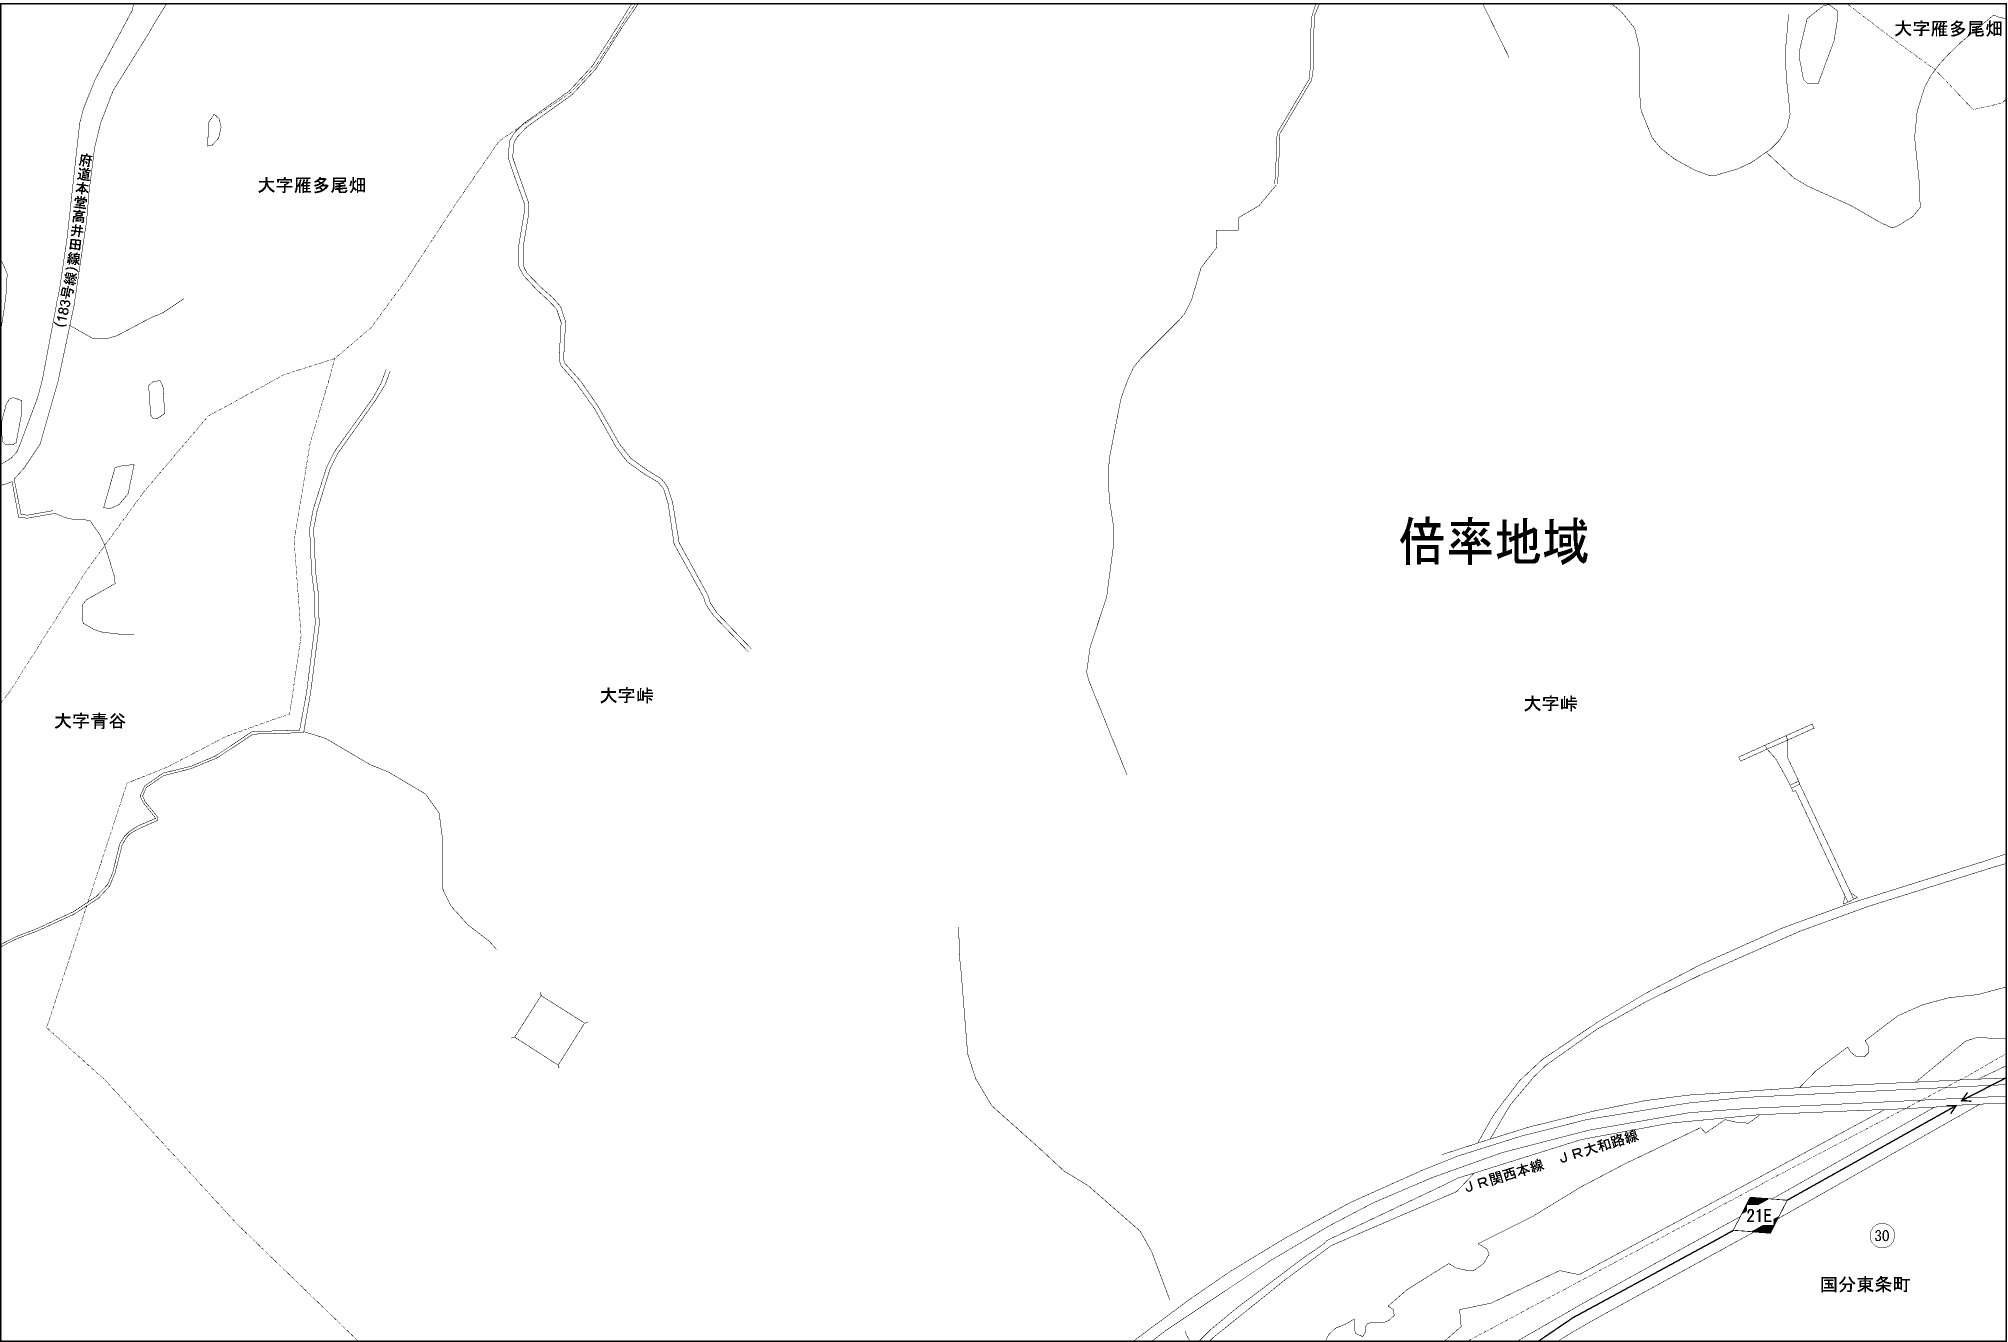 大字雁多尾畑
府道本堂高井田線
(183号線)
大字雁多尾畑
倍率地域
大字峠
大字峠
大字青谷
JR関西本線 JR大和路線
21E
30
国分東条町